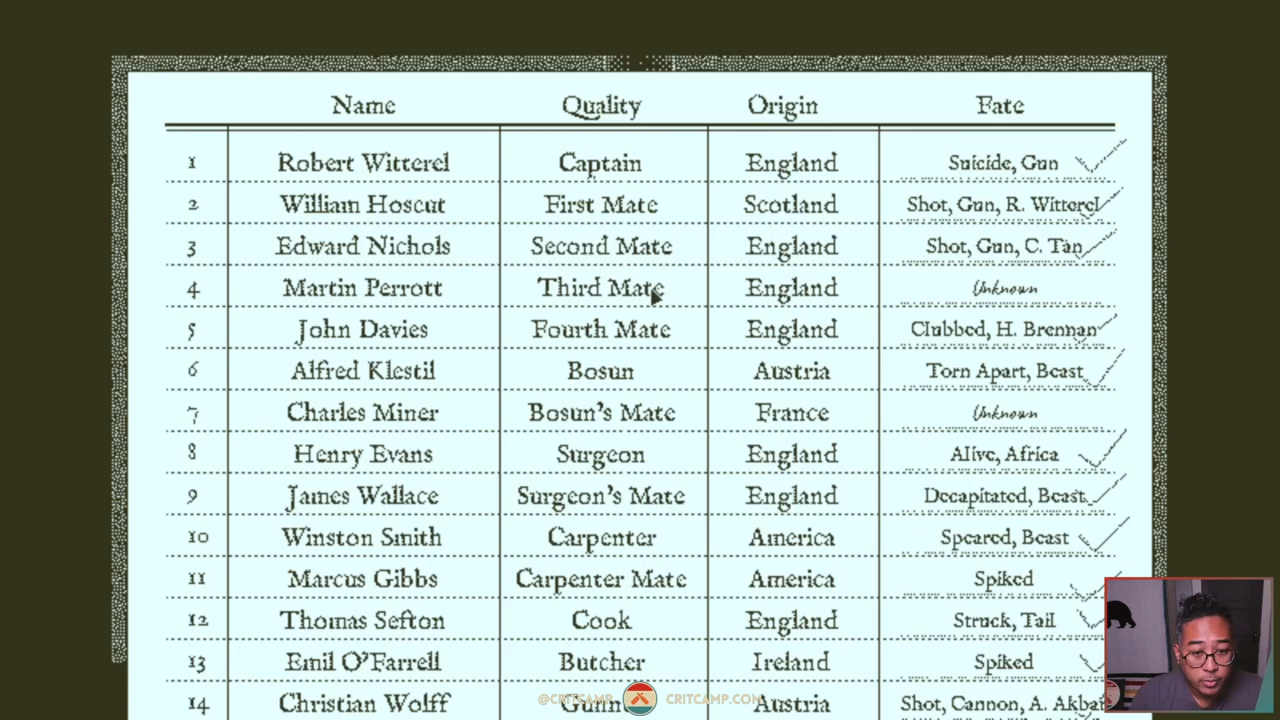 Name Quality Origin Fate
1 Robert Witterel Captain England Suicide, Gun
2 William Hoscut First Mate Scotland Shot, Gun, R. Witterel
3 Edward Nichols Second Mate England Shot, Gun, C. Tan
4 Martin Perrott Third Mate England Unknown
5 John Davies Fourth Mate England Clubbed, H. Brennan
6 Alfred Klestil Bosun Austria Torn Apart, Beast
7 Charles Miner Bosun's Mate France Unknown
8 Henry Evans Surgeon England Alive, Africa
9 James Wallace Surgeon's Mate England Decapitated, Beast
10 Winston Smith Carpenter America Speared, Beast
11 Marcus Gibbs Carpenter Mate America Spiked
12 Thomas Sefton Cook England Struck, Tail
13 Emil O'Farrell Butcher Ireland Spiked
14 Christian Wolff Austria Shot, Cannon, A. Akbar
@CRITCAMP CRITCAMP.COM